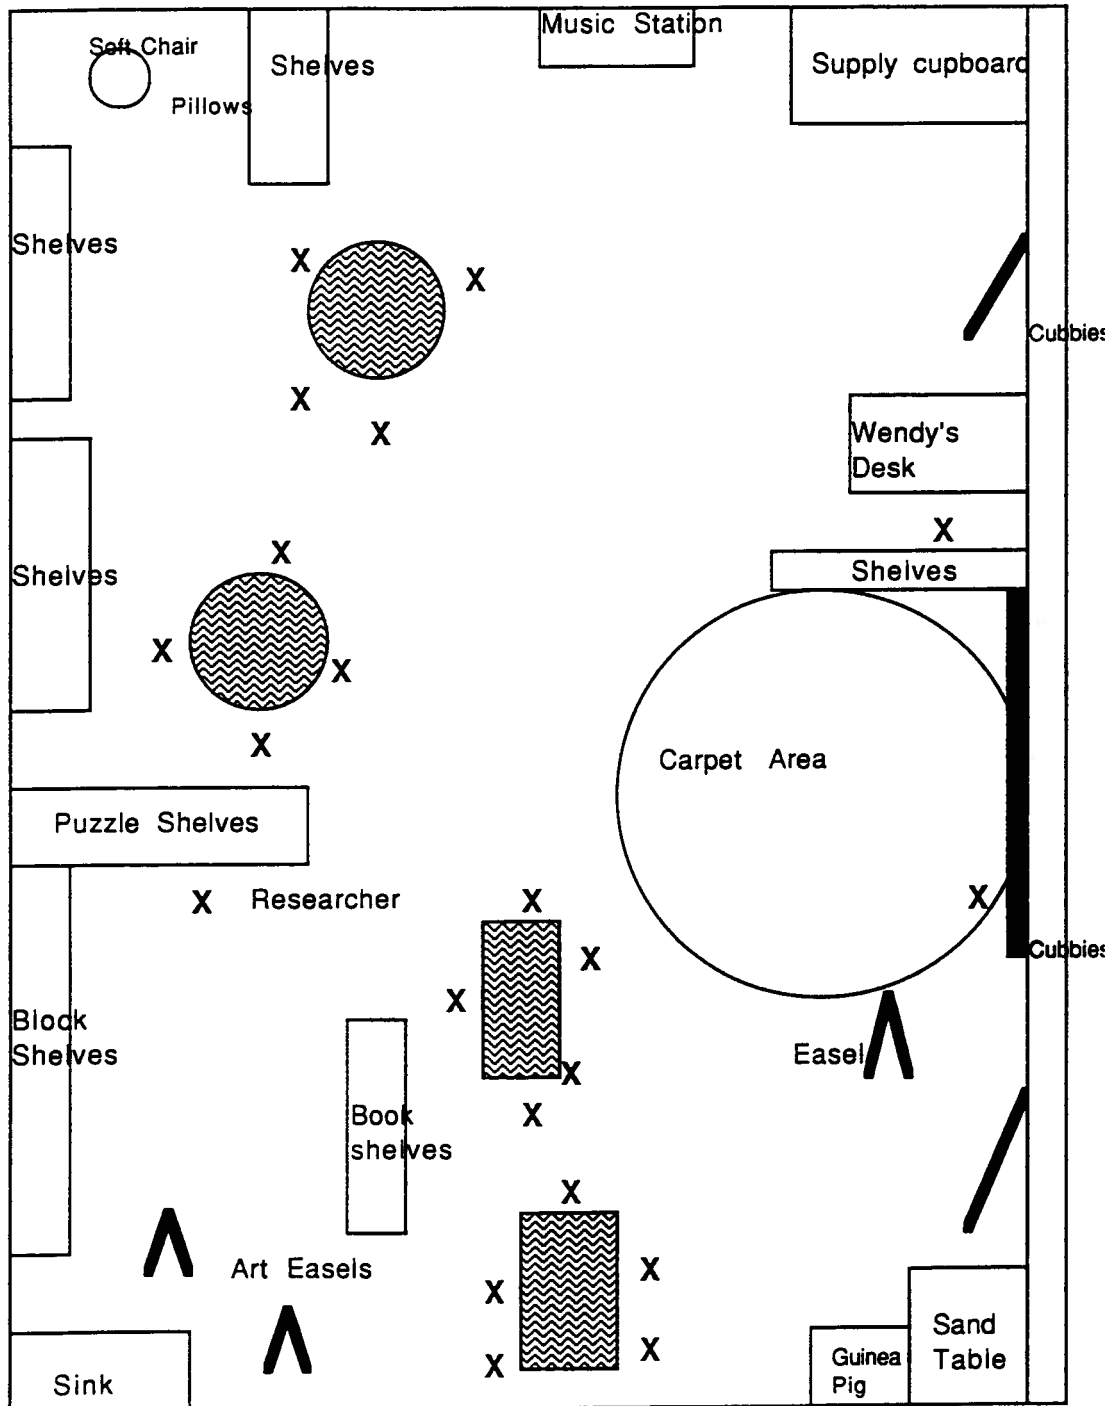 Music Station
Soft Chair
Shelves
Supply cupboard
Pillows
Shelves
X
X
Cubbies
X
X
Wendy's
Desk
X
X
Shelves
Shelves
X
X
X
Carpet Area
Puzzle Shelves
X Researcher
X
X
X
Cubbies
X
Block
Shelves
Easel
X
X
Book
shelves
X
Art Easels
X
X
X
X
Sand
Table
Guinea
Pig
Sink